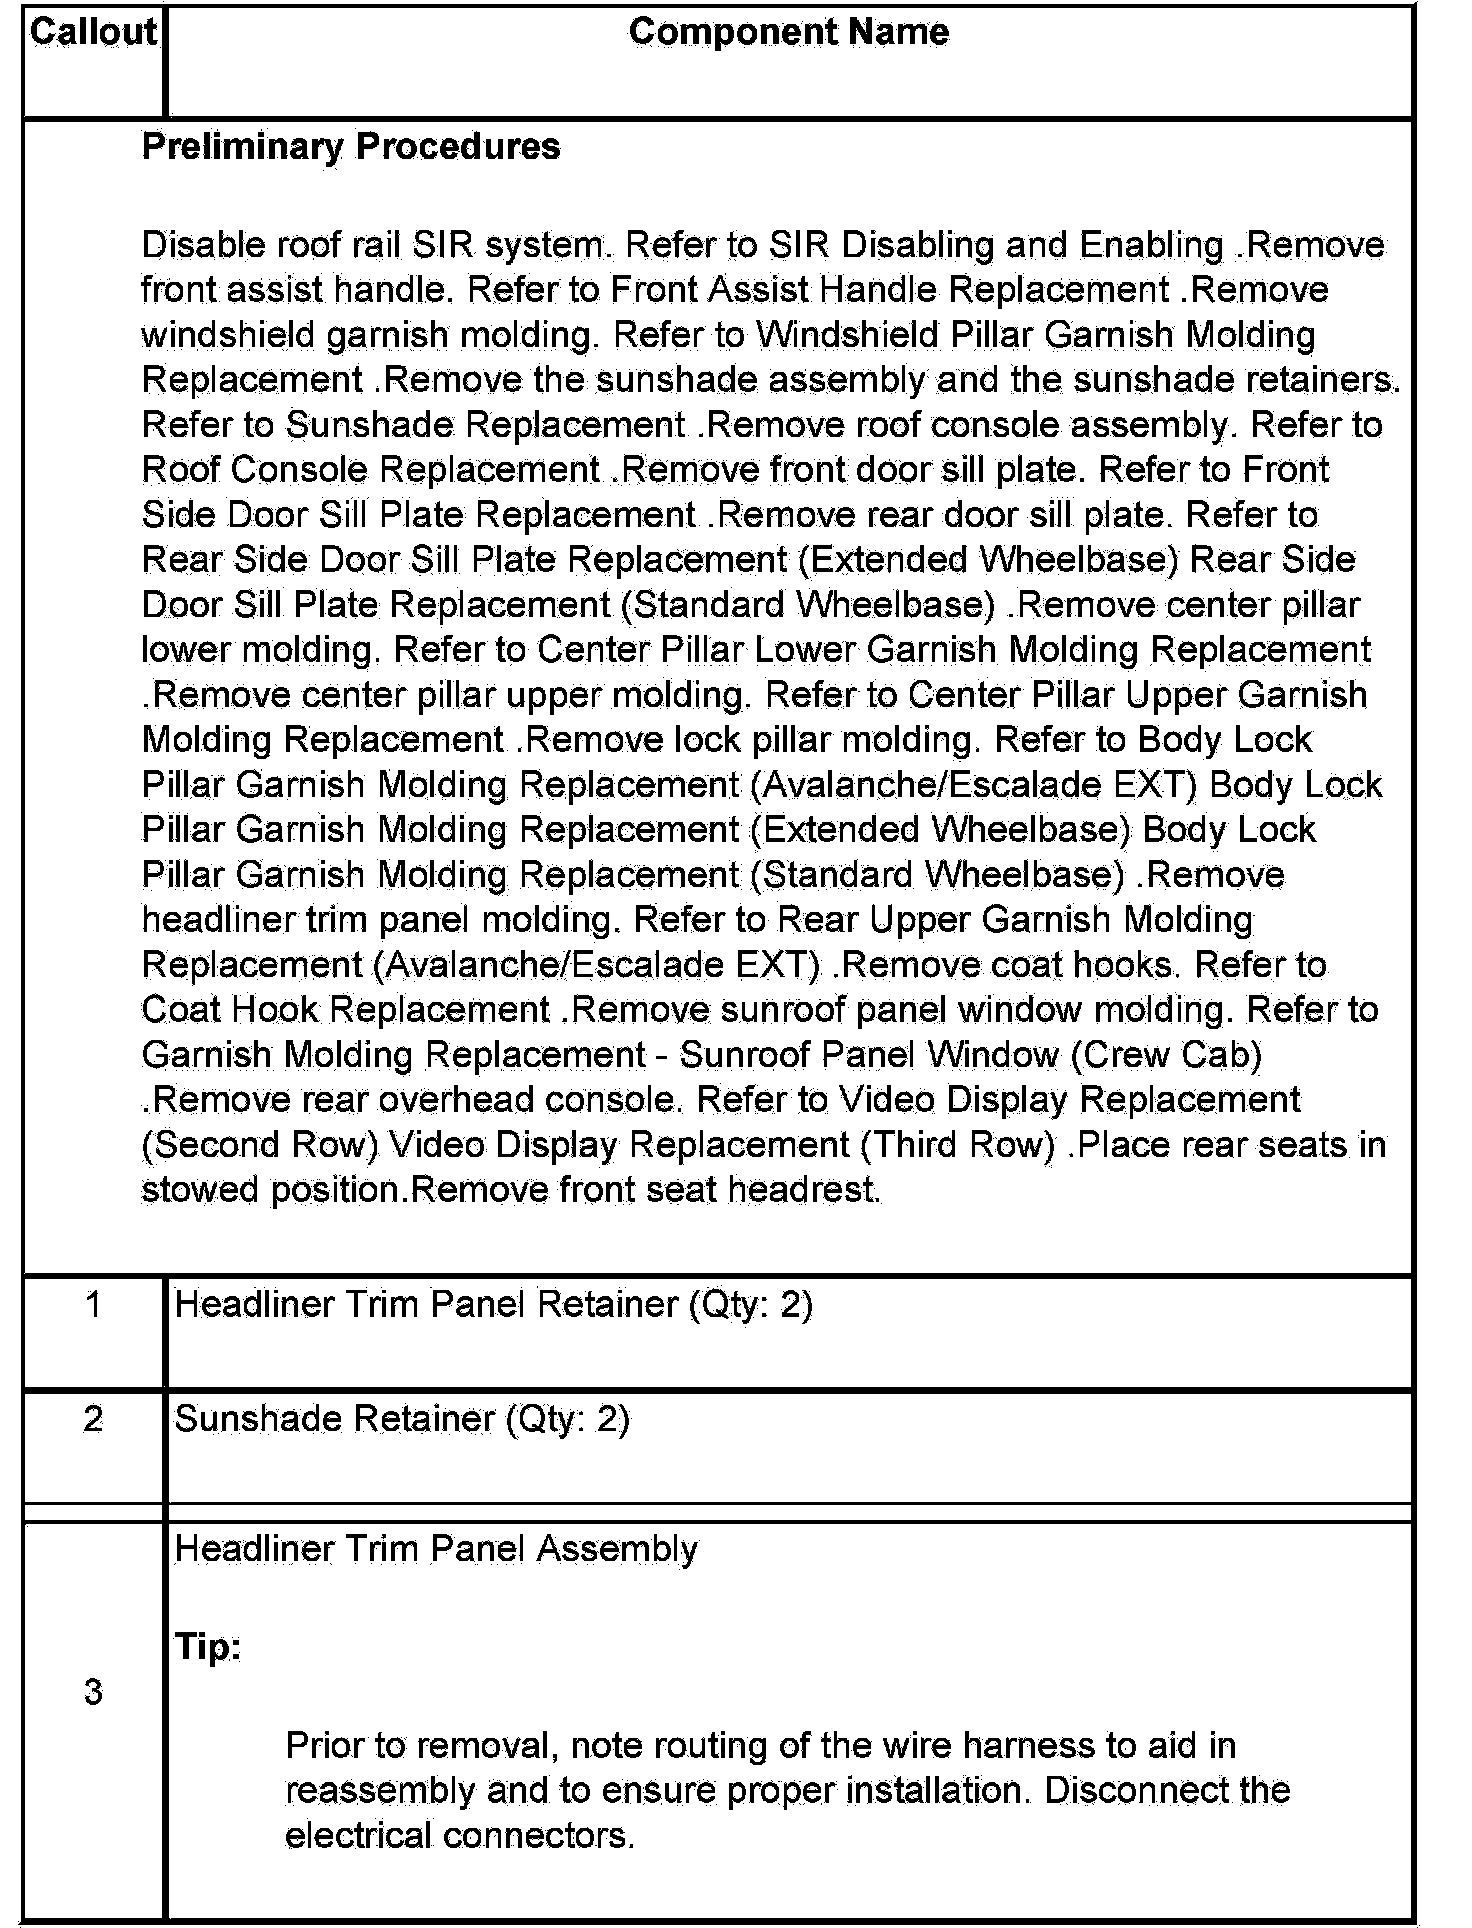 Callout Component Name
Preliminary Procedures
Disable roof rail SIR system. Refer to SIR Disabling and Enabling .Remove
front assist handle. Refer to Front Assist Handle Replacement .Remove
windshield garnish molding. Refer to Windshield Pillar Garnish Molding
Replacement .Remove the sunshade assembly and the sunshade retainers.
Refer to Sunshade Replacement .Remove roof console assembly. Refer to
Roof Console Replacement .Remove front door sill plate. Refer to Front
Side Door Sill Plate Replacement .Remove rear door sill plate. Refer to
Rear Side Door Sill Plate Replacement (Extended Wheelbase) Rear Side
Door Sill Plate Replacement (Standard Wheelbase) .Remove center pillar
lower molding. Refer to Center Pillar Lower Garnish Molding Replacement
.Remove center pillar upper molding. Refer to Center Pillar Upper Garnish
Molding Replacement .Remove lock pillar molding. Refer to Body Lock
Pillar Garnish Molding Replacement (Avalanche/Escalade EXT) Body Lock
Pillar Garnish Molding Replacement (Extended Wheelbase) Body Lock
Pillar Garnish Molding Replacement (Standard Wheelbase) .Remove
headliner trim panel molding. Refer to Rear Upper Garnish Molding
Replacement (Avalanche/Escalade EXT) .Remove coat hooks. Refer to
Coat Hook Replacement .Remove sunroof panel window molding. Refer to
Garnish Molding Replacement - Sunroof Panel Window (Crew Cab)
.Remove rear overhead console. Refer to Video Display Replacement
(Second Row) Video Display Replacement (Third Row) .Place rear seats in
stowed position.Remove front seat headrest.
1 Headliner Trim Panel Retainer (Qty: 2)
2 Sunshade Retainer (Qty: 2)
Headliner Trim Panel Assembly
Tip:
3
Prior to removal, note routing of the wire harness to aid in
reassembly and to ensure proper installation. Disconnect the
electrical connectors.